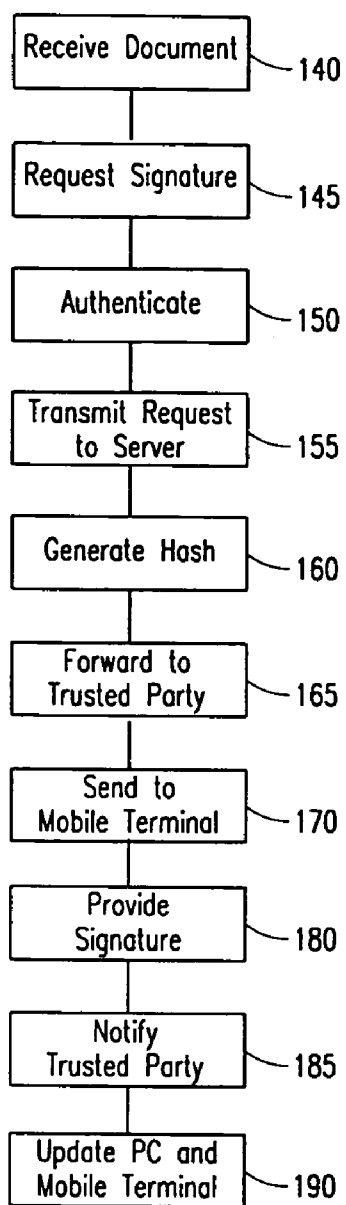 Receive Document
140
Request Signature
145
Authenticate
150
Transmit Request
to Server
155
Generate Hash
160
Forward to
Trusted Party
165
Send to
Mobile Terminal
170
Provide
Signature
180
Notify
Trusted Party
185
Update PC and
Mobile Terminal
190